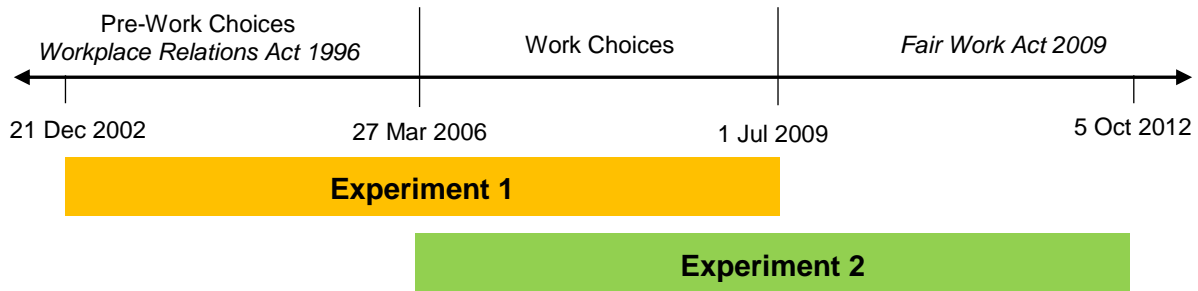 Pre-Work Choices
Workplace Relations Act 1996
Work Choices
Fair Work Act 2009
21 Dec 2002
27 Mar 2006
1 Jul 2009
5 Oct 2012
Experiment 1
Experiment 2